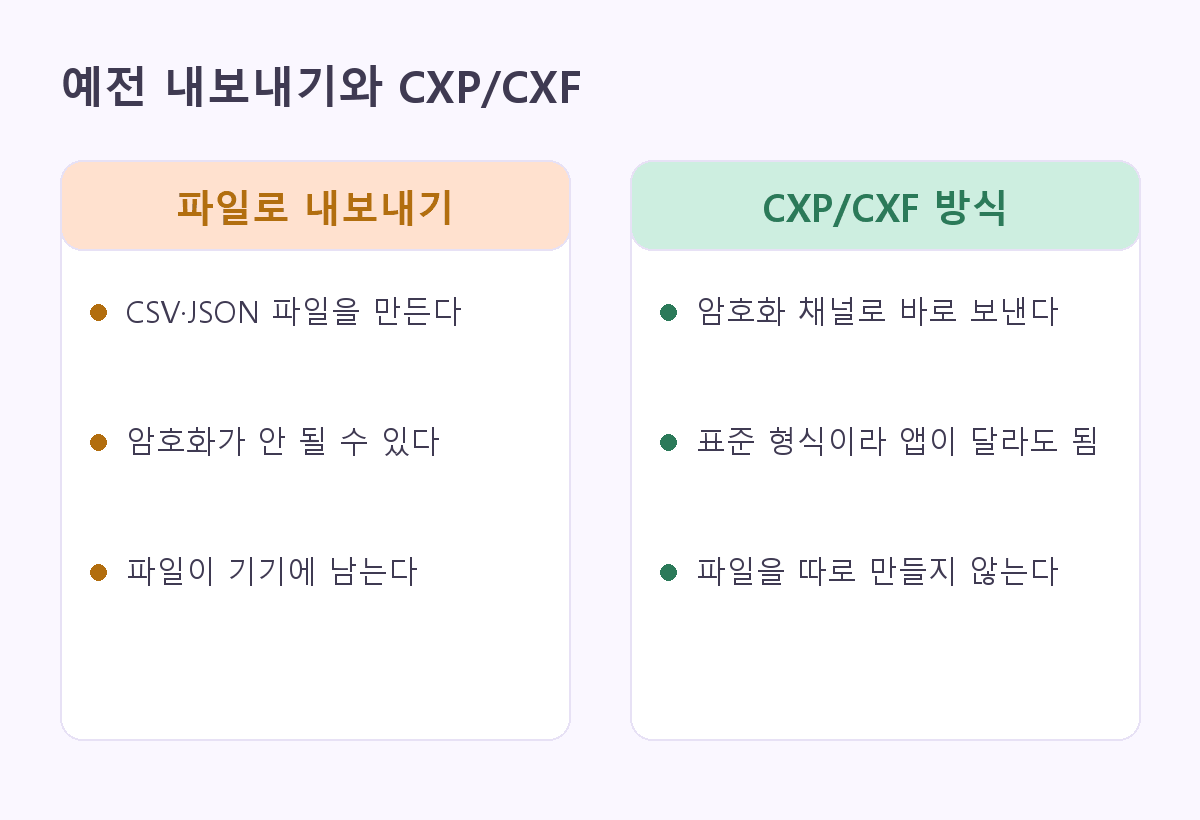 예전 내보내기와 CXP/CXF
파일로 내보내기
CSV·JSON 파일을 만든다
암호화가 안 될 수 있다
파일이 기기에 남는다
CXP/CXF 방식
암호화 채널로 바로 보낸다
표준 형식이라 앱이 달라도 됨
파일을 따로 만들지 않는다